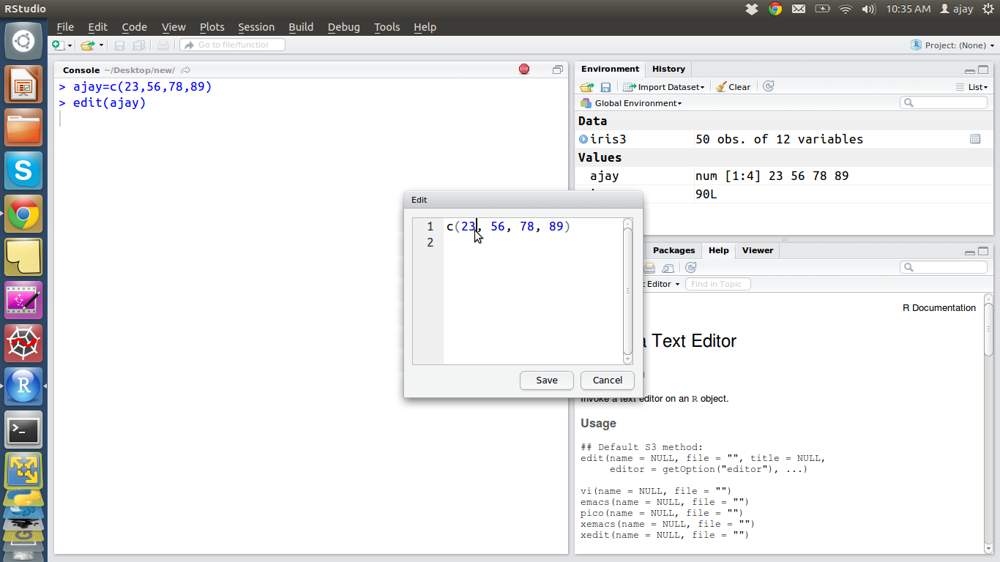 RStudio
10:35 AM ajay
File Edit Code View Plots Session Build Debug Tools Help
Go to file/functior
Project: (None)
Console ~/Desktop/new/
STOP
> ajay=c(23,56,78,89)
> edit(ajay)
Environment History
Import Dataset Clear List
Global Environment
Data
iris3 50 obs. of 12 variables
Values
ajay num [1:4] 23 56 78 89
90L
Edit
1 c(23, 56, 78, 89)
2
Save Cancel
Packages Help Viewer
Editor Find in Topic
R Documentation
a Text Editor
Invoke a text editor on an R object.
Usage
## Default S3 method:
edit(name = NULL, file = "", title = NULL,
editor = getOption("editor"), ...)
vi(name = NULL, file = "")
emacs(name = NULL, file = "")
pico(name = NULL, file = "")
xemacs(name = NULL, file = "")
xedit(name = NULL, file = "")